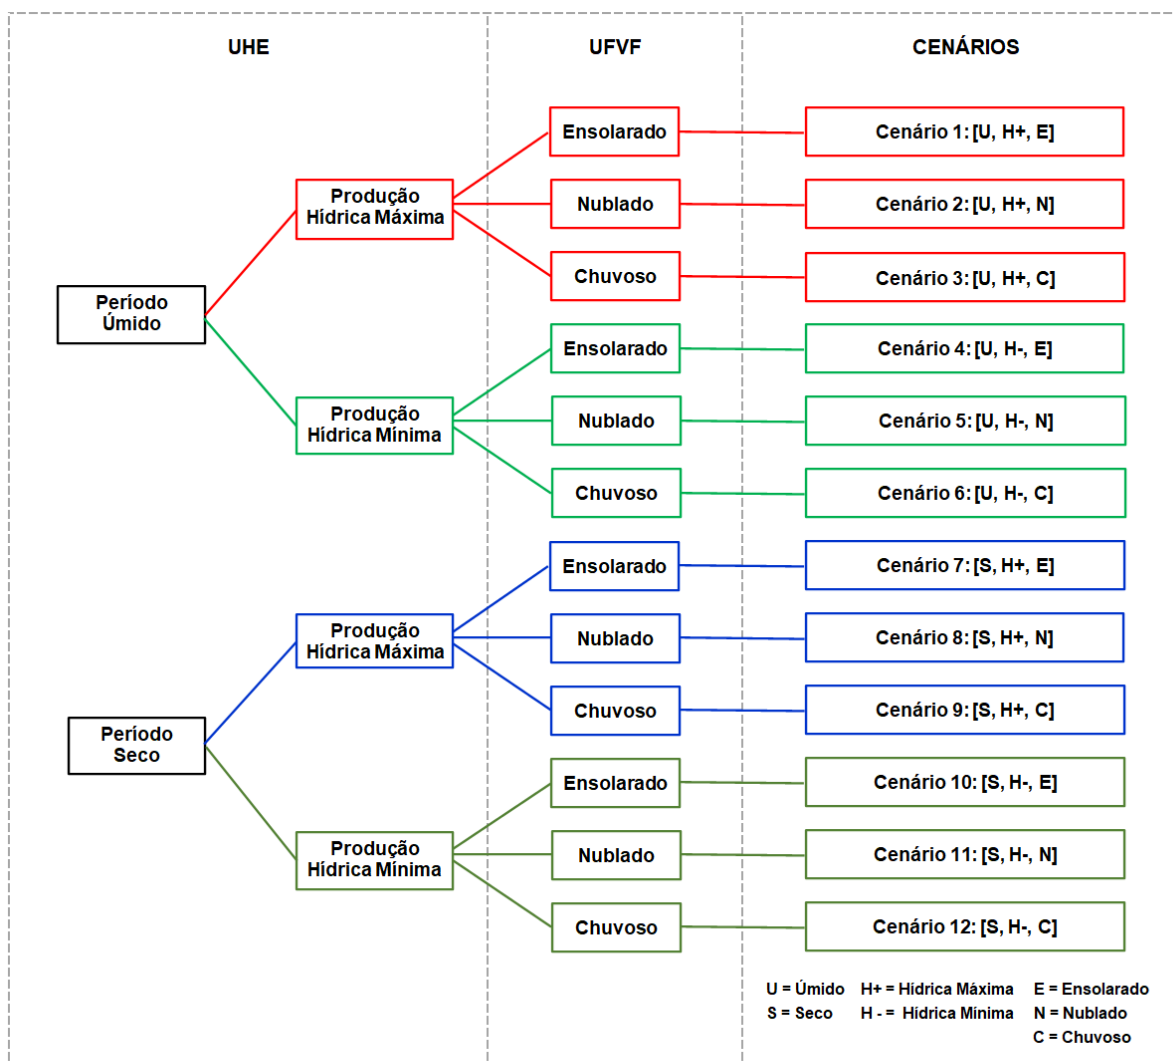 UHE
UFVF
CENÁRIOS
Ensolarado
Cenário 1: [U, H+, E]
Produção
Hídrica Máxima
Nublado
Cenário 2: [U, H+, N]
Chuvoso
Cenário 3: [U, H+, C]
Período
Úmido
Ensolarado
Cenário 4: [U, H-, E]
Produção
Hídrica Mínima
Nublado
Cenário 5: [U, H-, N]
Chuvoso
Cenário 6: [U, H-, C]
Ensolarado
Cenário 7: [S, H+, E]
Produção
Hídrica Máxima
Nublado
Cenário 8: [S, H+, N]
Chuvoso
Cenário 9: [S, H+, C]
Período
Seco
Ensolarado
Cenário 10: [S, H-, E]
Produção
Hídrica Mínima
Nublado
Cenário 11: [S, H-, N]
Chuvoso
Cenário 12: [S, H-, C]
U = Úmido H+ = Hídrica Máxima E = Ensolarado
S = Seco H - = Hídrica Mínima N = Nublado
C = Chuvoso